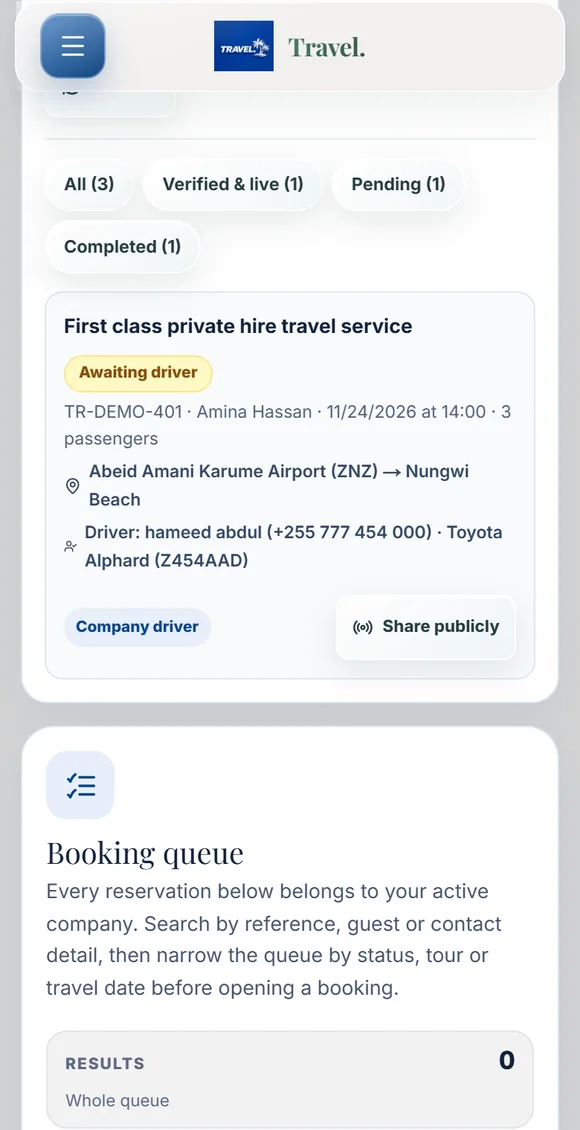 TRAVEL.
Travel.
All (3)
Verified & live (1)
Pending (1)
Completed (1)
First class private hire travel service
Awaiting driver
TR-DEMO-401 · Amina Hassan · 11/24/2026 at 14:00 · 3
passengers
Abeid Amani Karume Airport (ZNZ) → Nungwi
Beach
Driver: hameed abdul (+255 777 454 000) · Toyota
Alphard (Z454AAD)
Company driver
Share publicly
Booking queue
Every reservation below belongs to your active
company. Search by reference, guest or contact
detail, then narrow the queue by status, tour or
travel date before opening a booking.
RESULTS
0
Whole queue